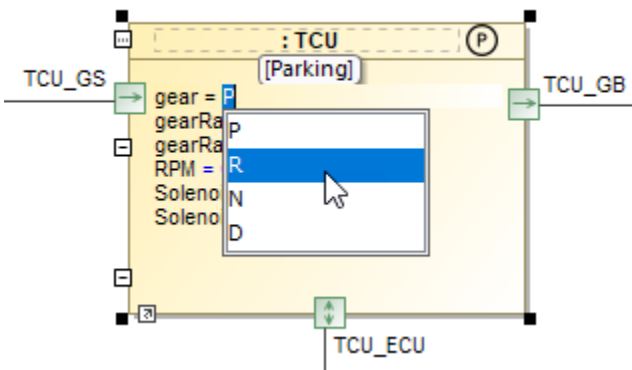 : TCU
P
[Parking]
TCU_GS
TCU_GB
gear = P
gearRa
gearRa
RPM =
Soleno
Soleno
P
R
N
D
TCU_ECU